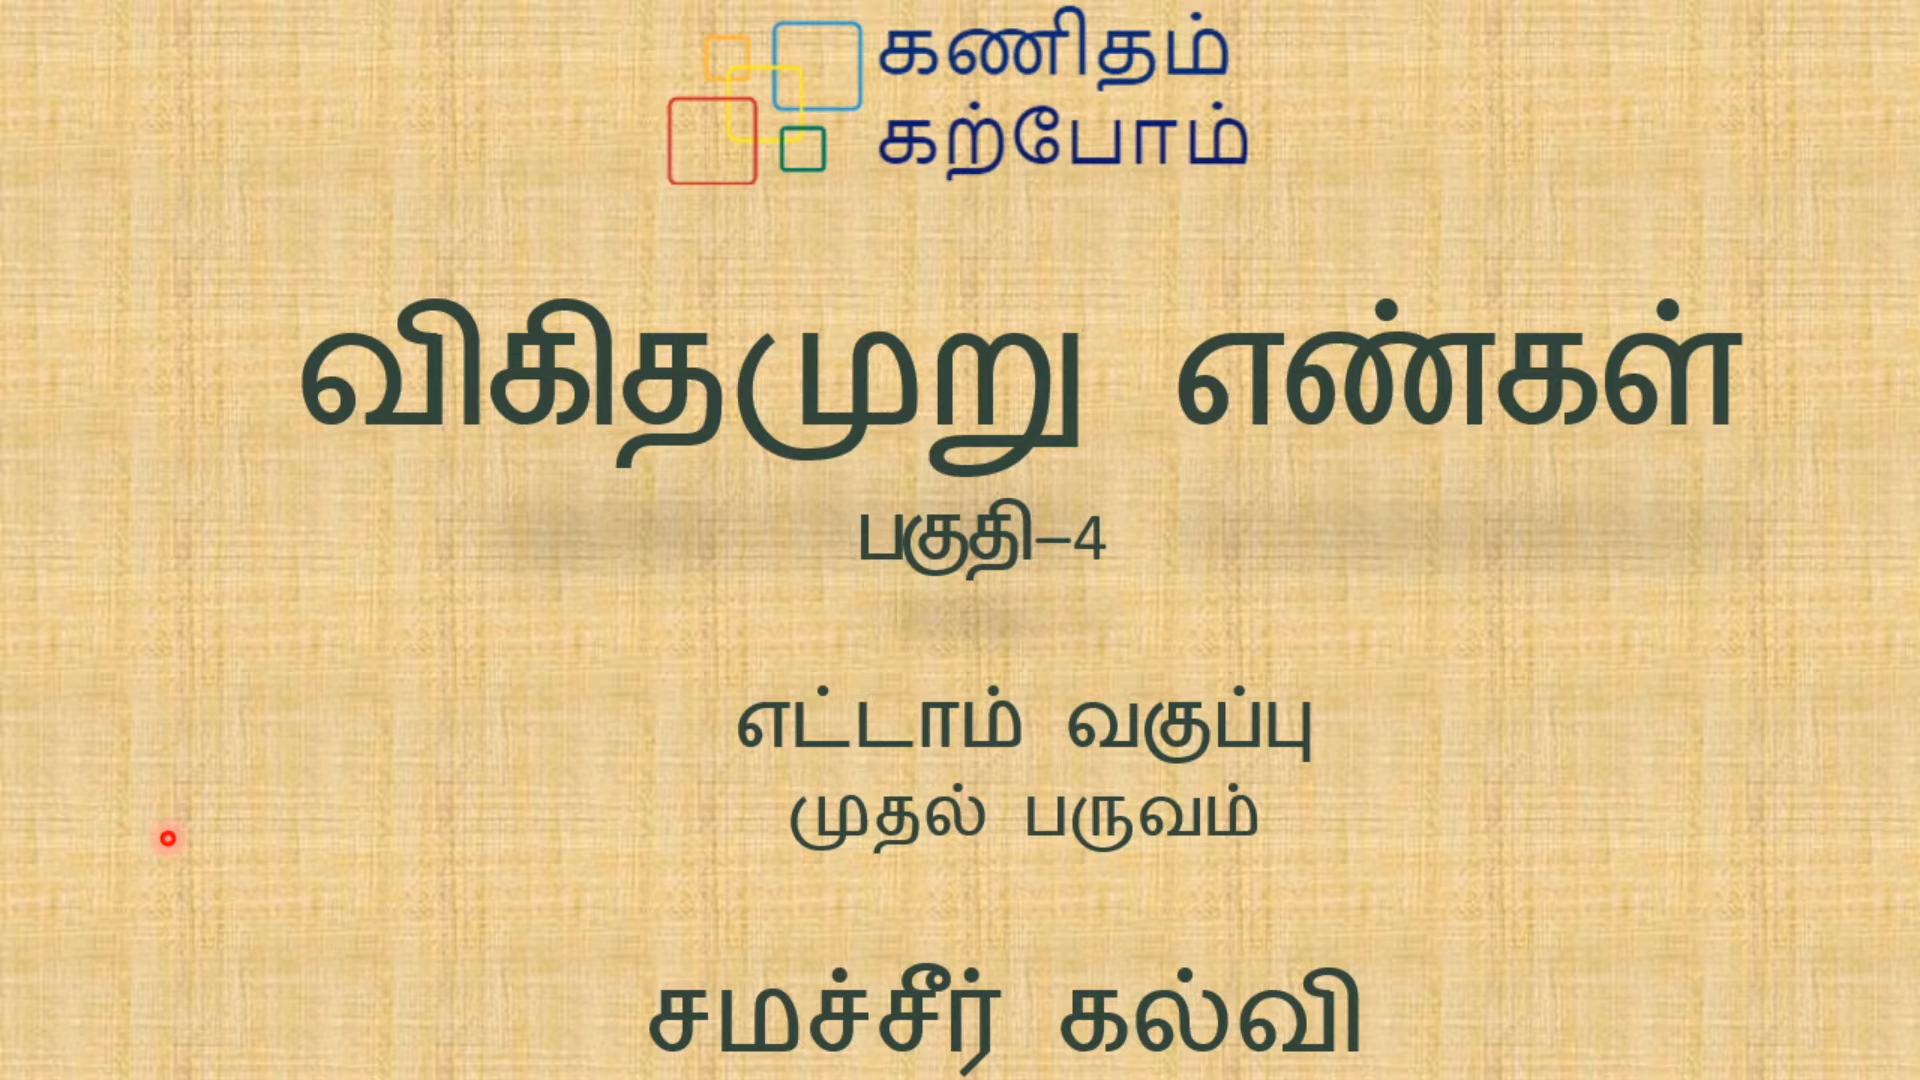 கணிதம்
கற்போம்
விகிதமுறு எண்கள்
பகுதி–4
எட்டாம் வகுப்பு
முதல் பருவம்
சமச்சீர் கல்வி